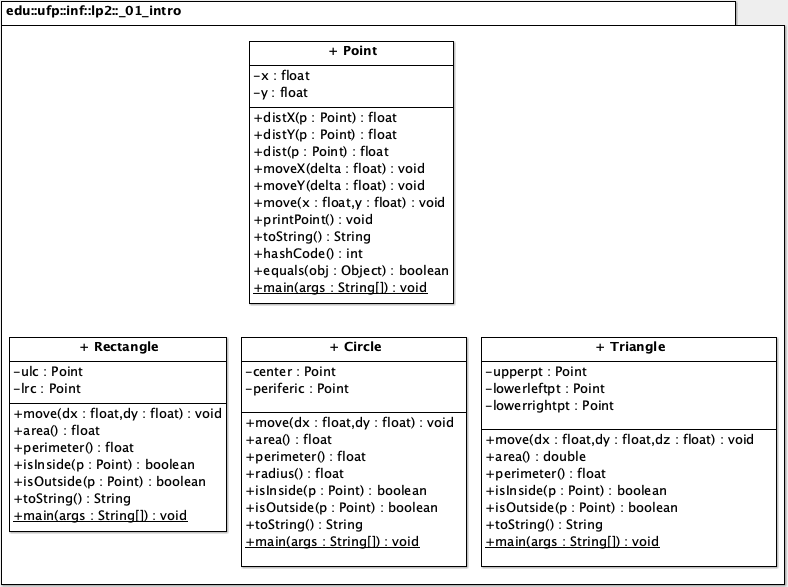 edu::ufp::inf::lp2::_01_intro
+ Point
-x : float
-y : float
+distX(p : Point) : float
+distY(p : Point) : float
+dist(p : Point) : float
+moveX(delta : float) : void
+moveY(delta : float) : void
+move(x : float,y : float) : void
+printPoint() : void
+toString() : String
+hashCode() : int
+equals(obj : Object) : boolean
+main(args : String[]) : void
+ Rectangle
-ulc : Point
-lrc : Point
+move(dx : float,dy : float) : void
+area() : float
+perimeter() : float
+isInside(p : Point) : boolean
+isOutside(p : Point) : boolean
+toString() : String
+main(args : String[]) : void
+ Circle
-center : Point
-periferic : Point
+move(dx : float,dy : float) : void
+area() : float
+perimeter() : float
+radius() : float
+isInside(p : Point) : boolean
+isOutside(p : Point) : boolean
+toString() : String
+main(args : String[]) : void
+ Triangle
-upperpt : Point
-lowerleftpt : Point
-lowerrightpt : Point
+move(dx : float,dy : float,dz : float) : void
+area() : double
+perimeter() : float
+isInside(p : Point) : boolean
+isOutside(p : Point) : boolean
+toString() : String
+main(args : String[]) : void